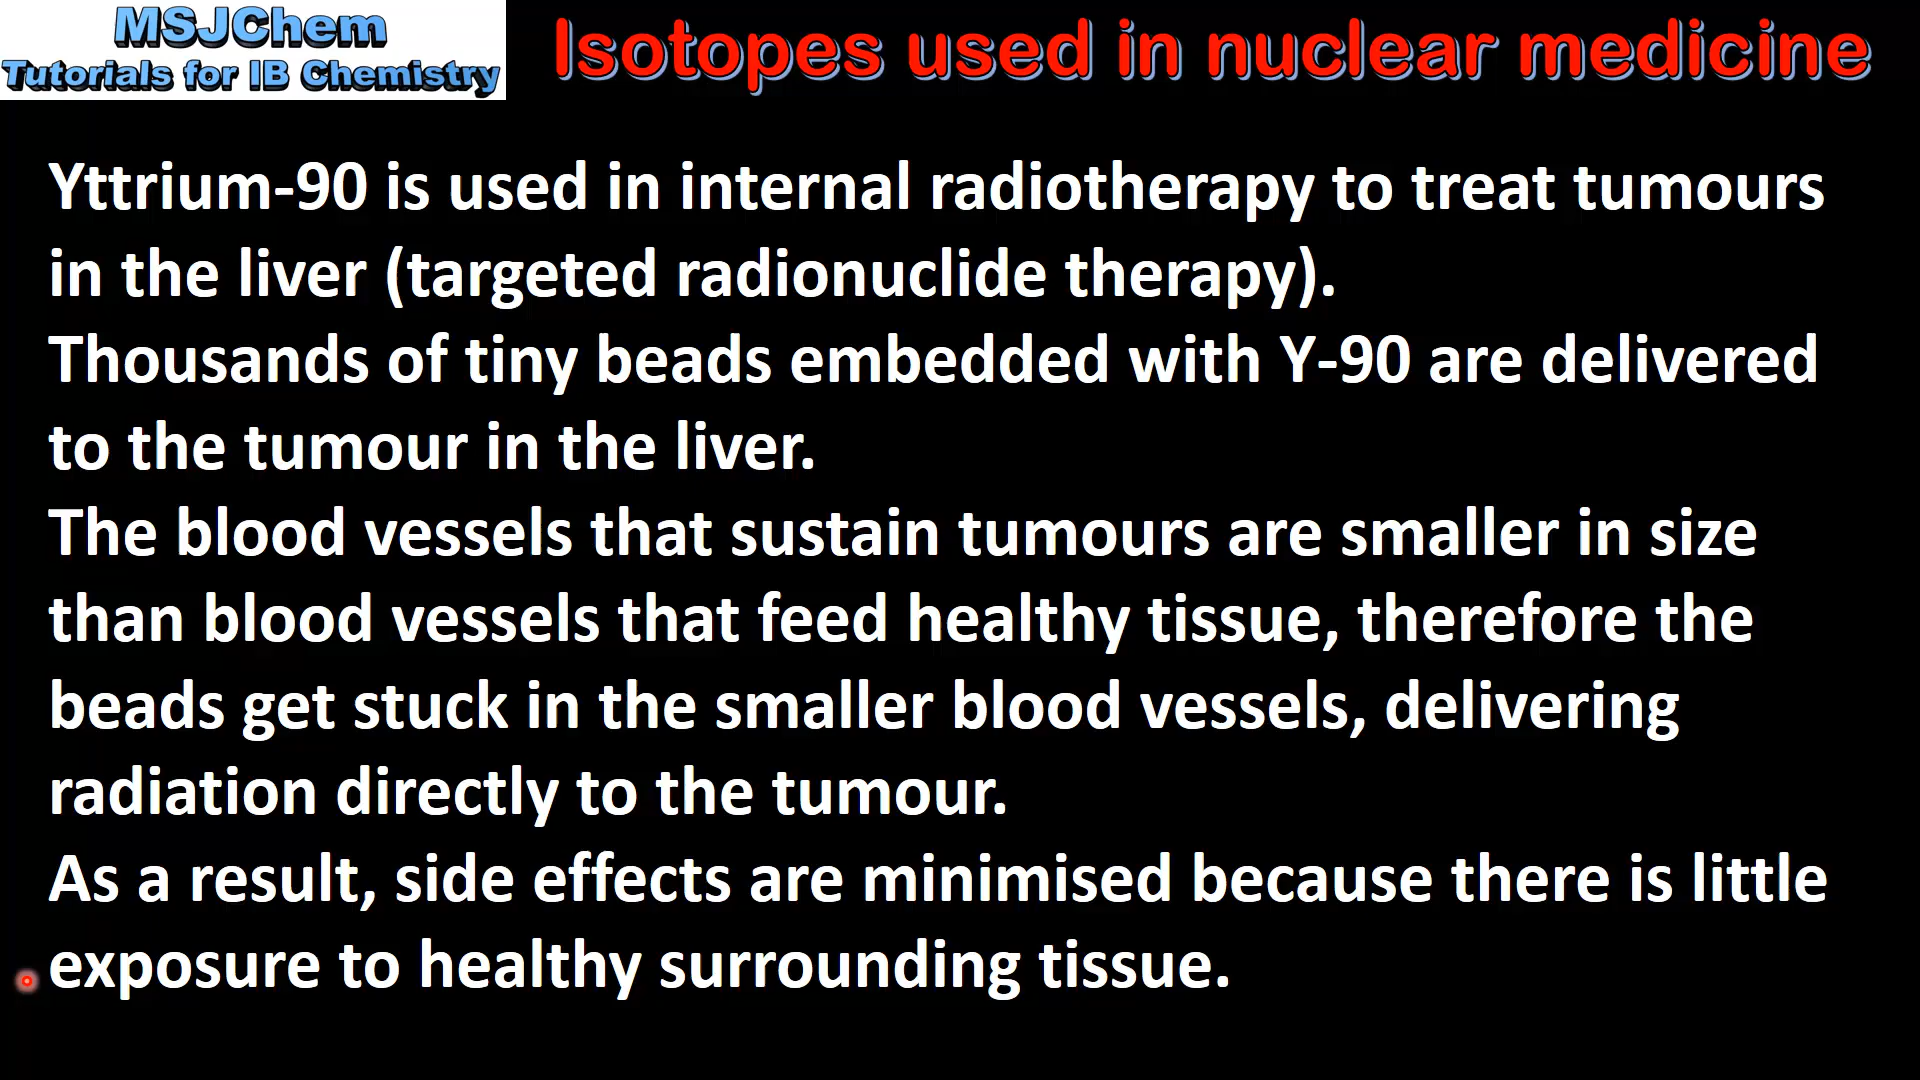 MSJChem
Tutorials for IB Chemistry
Isotopes used in nuclear medicine
Yttrium-90 is used in internal radiotherapy to treat tumours
in the liver (targeted radionuclide therapy).
Thousands of tiny beads embedded with Y-90 are delivered
to the tumour in the liver.
The blood vessels that sustain tumours are smaller in size
than blood vessels that feed healthy tissue, therefore the
beads get stuck in the smaller blood vessels, delivering
radiation directly to the tumour.
As a result, side effects are minimised because there is little
exposure to healthy surrounding tissue.